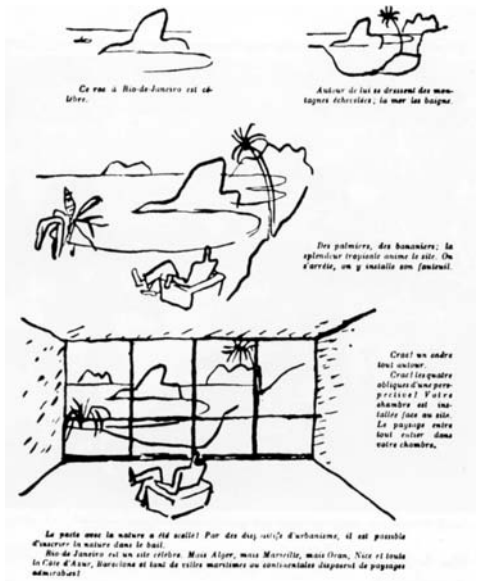 Ce roc à Rio-de-Janeiro est cé-
lèbre.
Autour de lui se dressent des mon-
tagnes échevelées; la mer les baigne.
Des palmiers, des bananiers; la
splendeur tropicale anime le site. On
s'arrête, on y installe son fauteuil.
Crac! un cadre
tout autour.
Crac! les quatre
obliques d'une pers-
pective! Votre
chambre est ins-
tallée face au site.
Le paysage entre
tout entier dans
votre chambre.
Le pacte avec la nature a été scellé! Par des dispositifs d'urbanisme, il est possible
d'inscrire la nature dans le bail.
Rio de Janeiro est un site célèbre. Mais Alger, mais Marseille, mais Oran, Nice et toute
la Côte d'Azur, Barcelone et tant de villes maritimes ou continentales disposent de paysages
admirables!